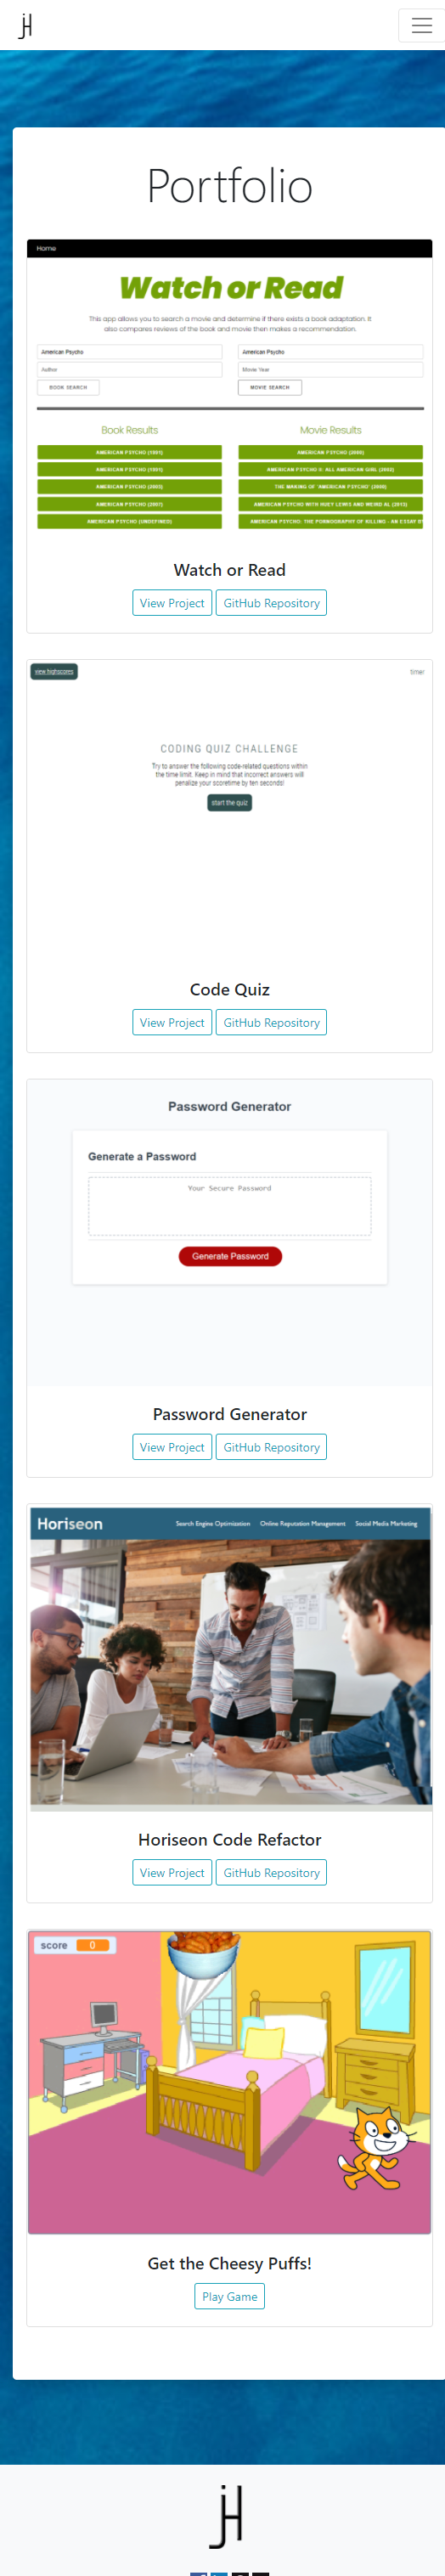 jH
Portfolio
Home
Watch or Read
This app allows you to search a movie and determine if there exists a book adaptation. It
also compares reviews of the book and movie then makes a recommendation.
American Psycho
American Psycho
Author
Movie Year
BOOK SEARCH
MOVIE SEARCH
Book Results
Movie Results
AMERICAN PSYCHO (1991)
AMERICAN PSYCHO (2000)
AMERICAN PSYCHO (1991)
AMERICAN PSYCHO II: ALL AMERICAN GIRL (2002)
AMERICAN PSYCHO (2003)
THE MAKING OF 'AMERICAN PSYCHO' (2000)
AMERICAN PSYCHO (2007)
AMERICAN PSYCHO WITH HUEY LEWIS AND WEIRD AL (2013)
AMERICAN PSYCHO (UNDEFINED)
AMERICAN PSYCHO: THE PORNOGRAPHY OF KILLING - AN ESSAY BY
Watch or Read
View Project
GitHub Repository
view highscores
timer
CODING QUIZ CHALLENGE
Try to answer the following code-related questions within
the time limit. Keep in mind that incorrect answers will
penalize your scoretime by ten seconds!
start the quiz
Code Quiz
View Project
GitHub Repository
Password Generator
Generate a Password
Your Secure Password
Generate Password
Password Generator
View Project
GitHub Repository
Horiseon
Search Engine Optimization
Online Reputation Management
Social Media Marketing
Horiseon Code Refactor
View Project
GitHub Repository
score 0
Get the Cheesy Puffs!
Play Game
jH